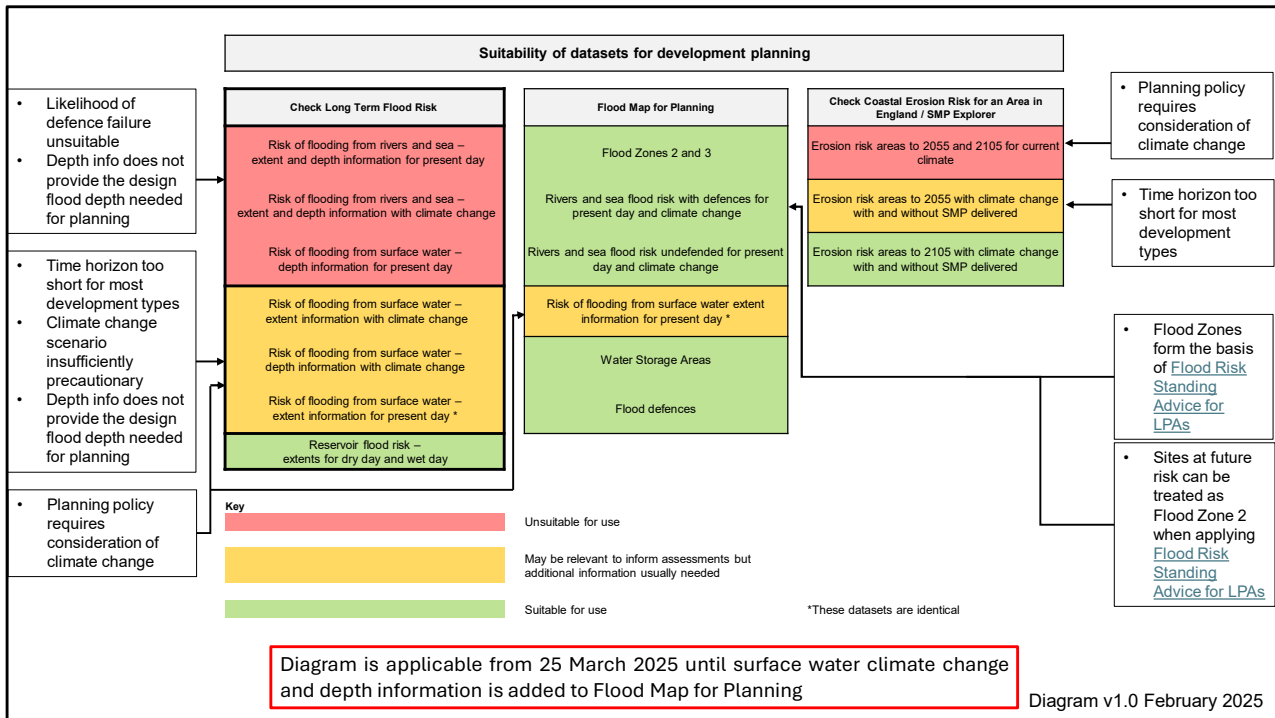 Suitability of datasets for development planning
• Likelihood of
defence failure
unsuitable
• Depth info does not
provide the design
flood depth needed
for planning
• Time horizon too
short for most
development types
• Climate change
scenario
insufficiently
precautionary
• Depth info does not
provide the design
flood depth needed
for planning
• Planning policy
requires
consideration of
climate change
Check Long Term Flood Risk
Risk of flooding from rivers and sea –
extent and depth information for present day
Risk of flooding from rivers and sea –
extent and depth information with climate change
Risk of flooding from surface water –
depth information for present day
Risk of flooding from surface water –
extent information with climate change
Risk of flooding from surface water –
depth information with climate change
Risk of flooding from surface water –
extent information for present day *
Reservoir flood risk –
extents for dry day and wet day
Flood Map for Planning
Flood Zones 2 and 3
Rivers and sea flood risk with defences for
present day and climate change
Rivers and sea flood risk undefended for present
day and climate change
Risk of flooding from surface water extent
information for present day *
Water Storage Areas
Flood defences
Check Coastal Erosion Risk for an Area in
England / SMP Explorer
Erosion risk areas to 2055 and 2105 for current
climate
Erosion risk areas to 2055 with climate change
with and without SMP delivered
Erosion risk areas to 2105 with climate change
with and without SMP delivered
• Planning policy
requires
consideration of
climate change
• Time horizon too
short for most
development
types
• Flood Zones
form the basis
of Flood Risk
Standing
Advice for
LPAs
• Sites at future
risk can be
treated as
Flood Zone 2
when applying
Flood Risk
Standing
Advice for LPAs
Key
Unsuitable for use
May be relevant to inform assessments but
additional information usually needed
Suitable for use
*These datasets are identical
Diagram is applicable from 25 March 2025 until surface water climate change
and depth information is added to Flood Map for Planning
Diagram v1.0 February 2025